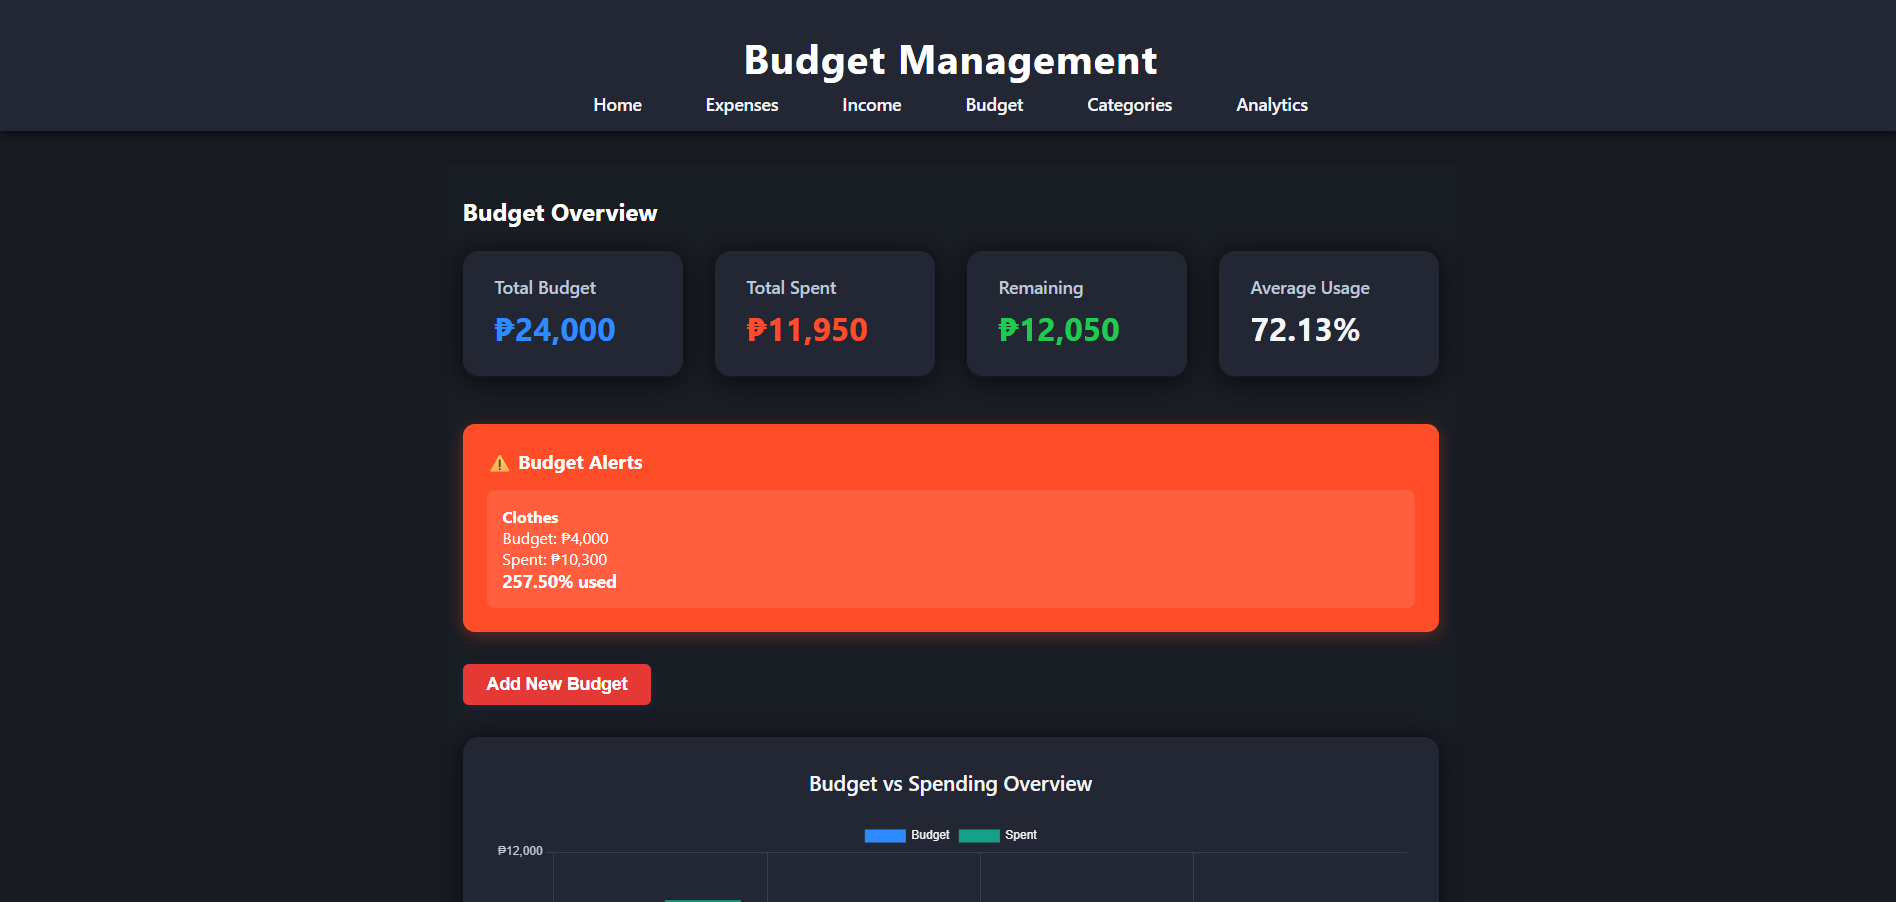 Budget Management
Home Expenses Income Budget Categories Analytics
Budget Overview
Total Budget
₱24,000
Total Spent
₱11,950
Remaining
₱12,050
Average Usage
72.13%
⚠️ Budget Alerts
Clothes
Budget: ₱4,000
Spent: ₱10,300
257.50% used
Add New Budget
Budget vs Spending Overview
Budget Spent
₱12,000